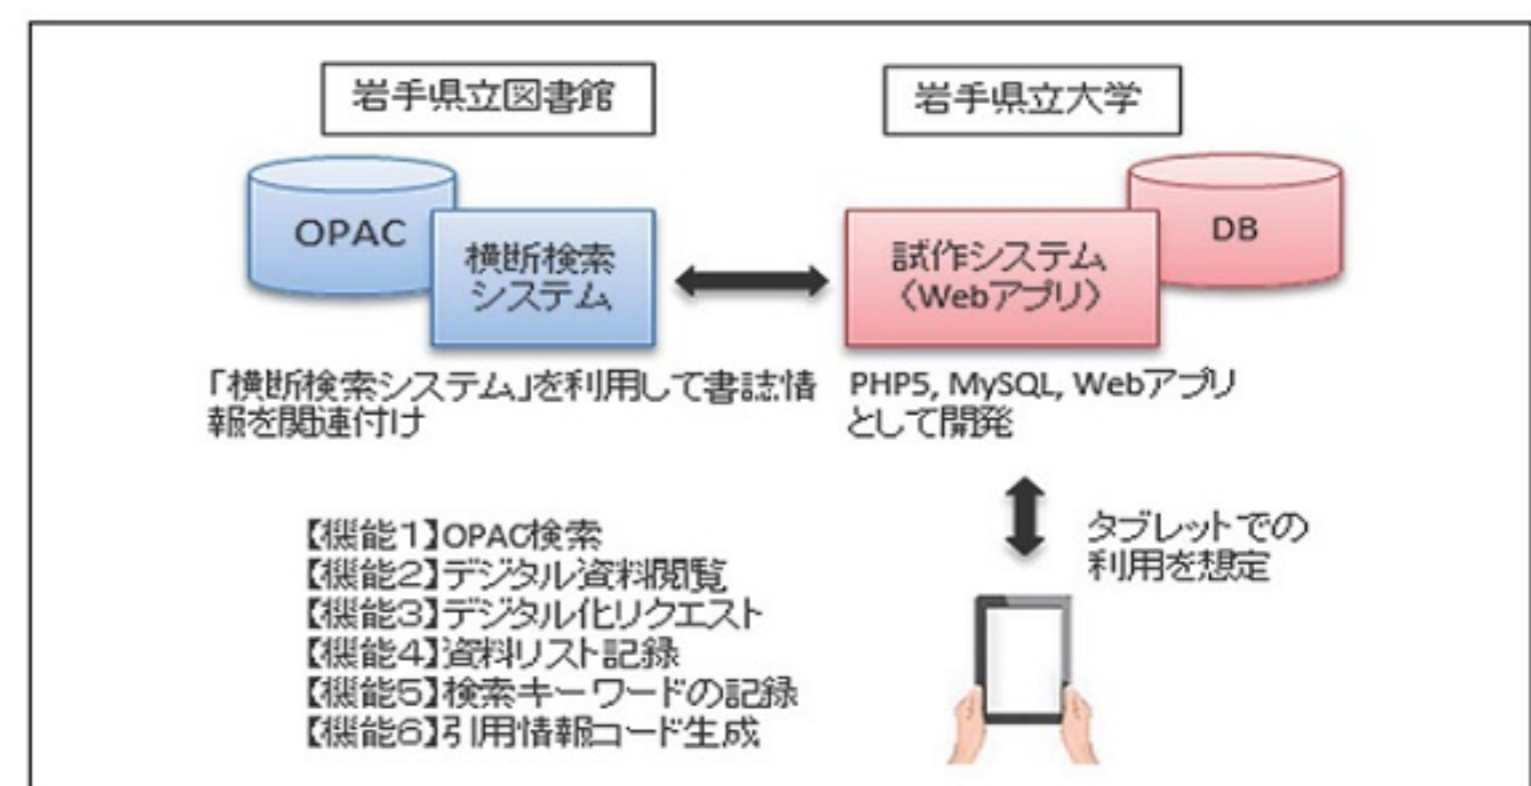 岩手県立図書館
岩手県立大学
OPAC
横断検索
システム
試作システム
〈Webアプリ〉
DB
「横断検索システム」を利用して書誌情
報を関連付け
PHP5, MySQL, Webアプリ
として開発
タブレットでの
利用を想定
【機能1】OPAC検索
【機能2】デジタル資料閲覧
【機能3】デジタル化リクエスト
【機能4】資料リスト記録
【機能5】検索キーワードの記録
【機能6】引用情報コード生成